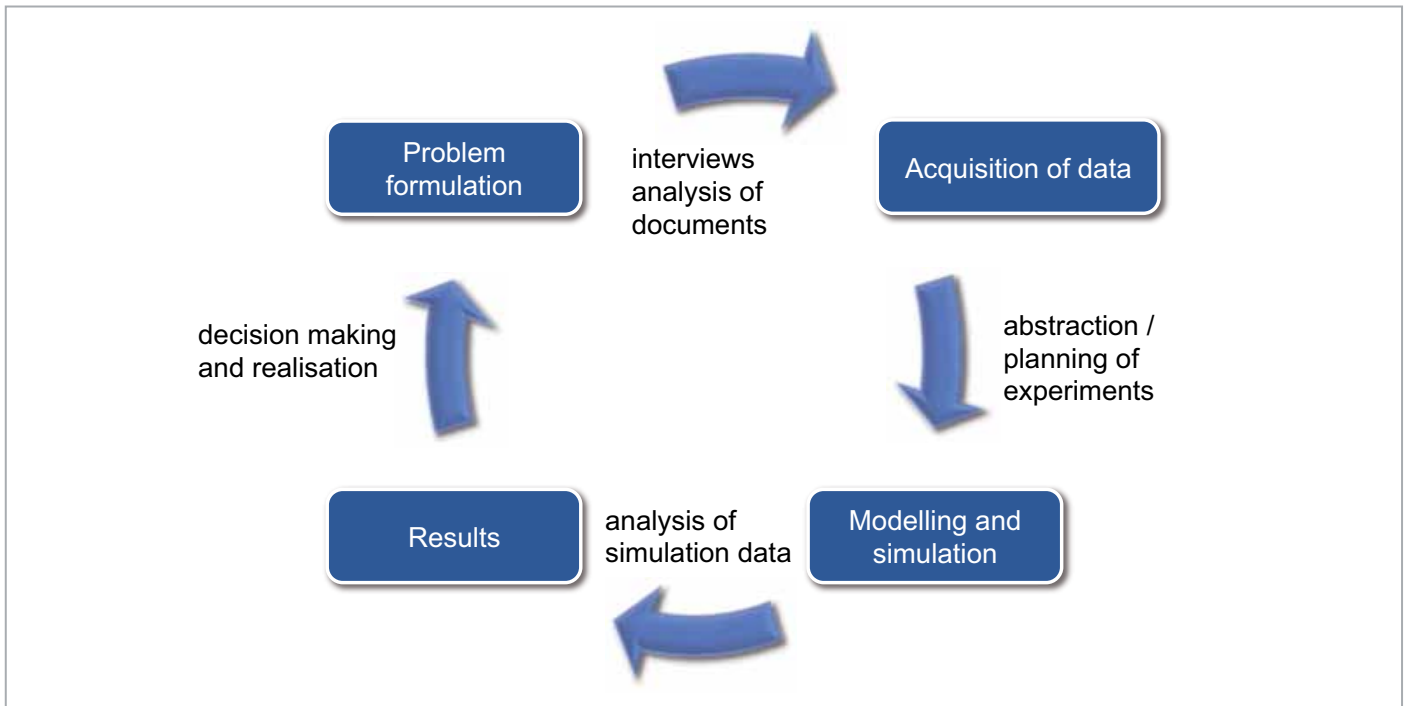 Problem
formulation
interviews
analysis of
documents
Acquisition of data
abstraction /
planning of
experiments
Modelling and
simulation
analysis of
simulation data
Results
decision making
and realisation